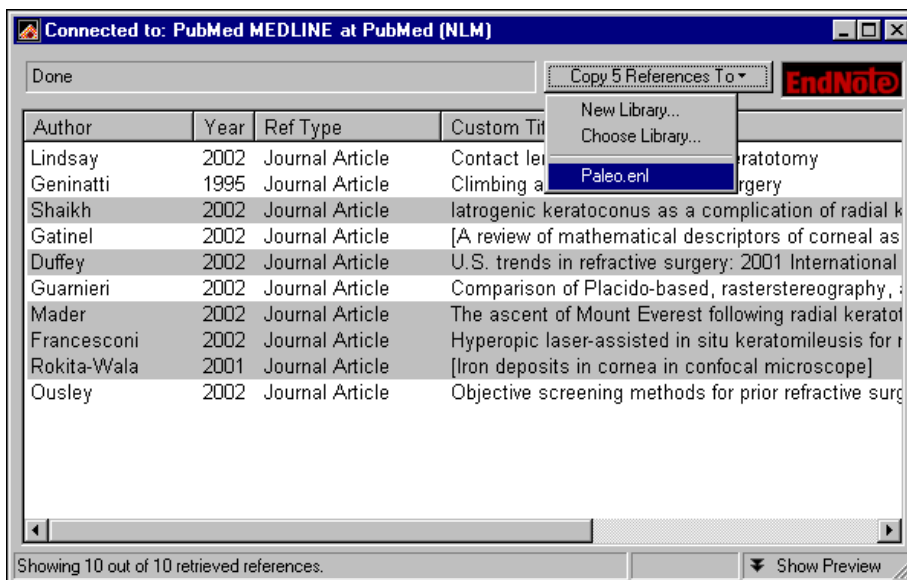 Connected to: PubMed MEDLINE at PubMed (NLM)
Done
Copy 5 References To
EndNote
New Library...
Choose Library...
Paleo.enl
Author Year Ref Type Custom Tit
Lindsay 2002 Journal Article Contact le eratotomy
Geninatti 1995 Journal Article Climbing a rgery
Shaikh 2002 Journal Article Iatrogenic keratoconus as a complication of radial k
Gatinel 2002 Journal Article [A review of mathematical descriptors of corneal as
Duffey 2002 Journal Article U.S. trends in refractive surgery: 2001 International
Guarnieri 2002 Journal Article Comparison of Placido-based, rasterstereography, a
Mader 2002 Journal Article The ascent of Mount Everest following radial keratot
Francesconi 2002 Journal Article Hyperopic laser-assisted in situ keratomileusis for r
Rokita-Wala 2001 Journal Article [Iron deposits in cornea in confocal microscope]
Ousley 2002 Journal Article Objective screening methods for prior refractive surg
Showing 10 out of 10 retrieved references.
Show Preview